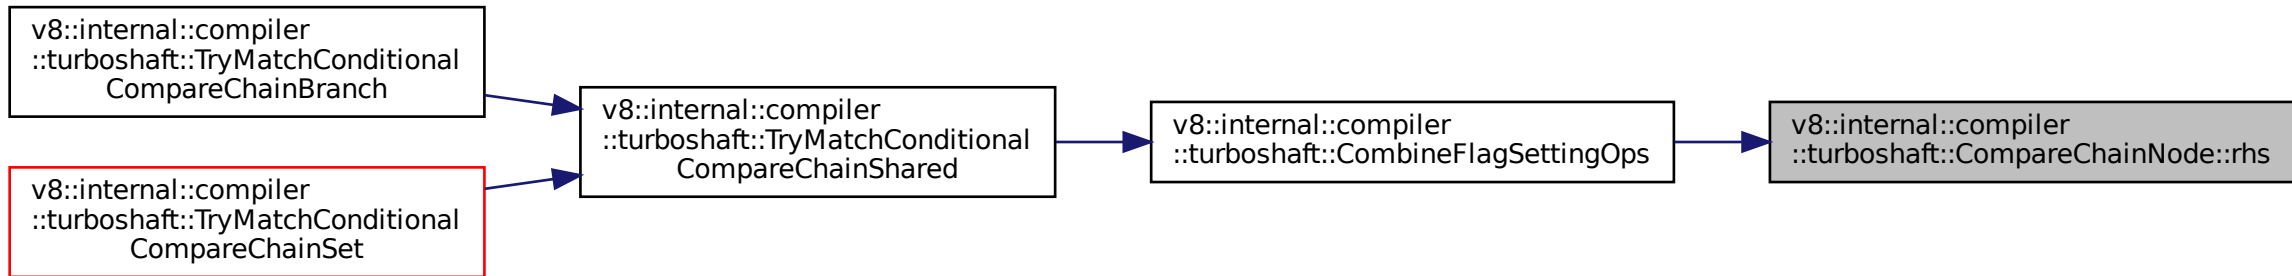 v8::internal::compiler
::turboshaft::TryMatchConditional
CompareChainBranch
v8::internal::compiler
::turboshaft::TryMatchConditional
CompareChainSet
v8::internal::compiler
::turboshaft::TryMatchConditional
CompareChainShared
v8::internal::compiler
::turboshaft::CombineFlagSettingOps
v8::internal::compiler
::turboshaft::CompareChainNode::rhs